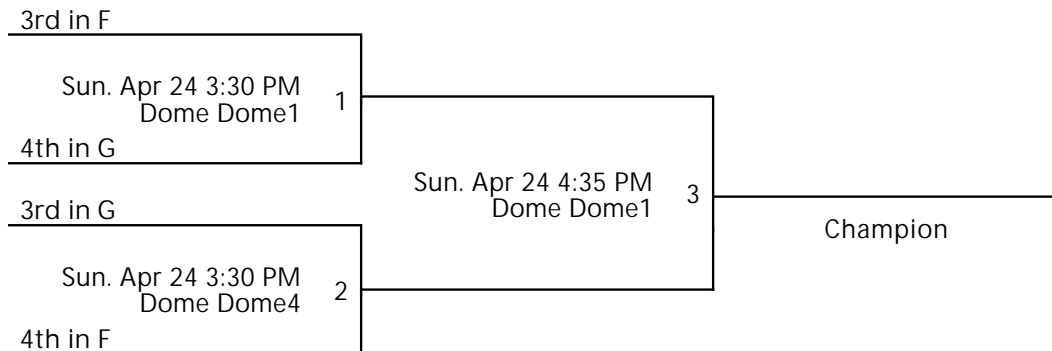 3rd in F
Sun. Apr 24 3:30 PM
Dome Dome1
1
4th in G
3rd in G
Sun. Apr 24 3:30 PM
Dome Dome4
2
4th in F
Sun. Apr 24 4:35 PM
Dome Dome1
3
Champion